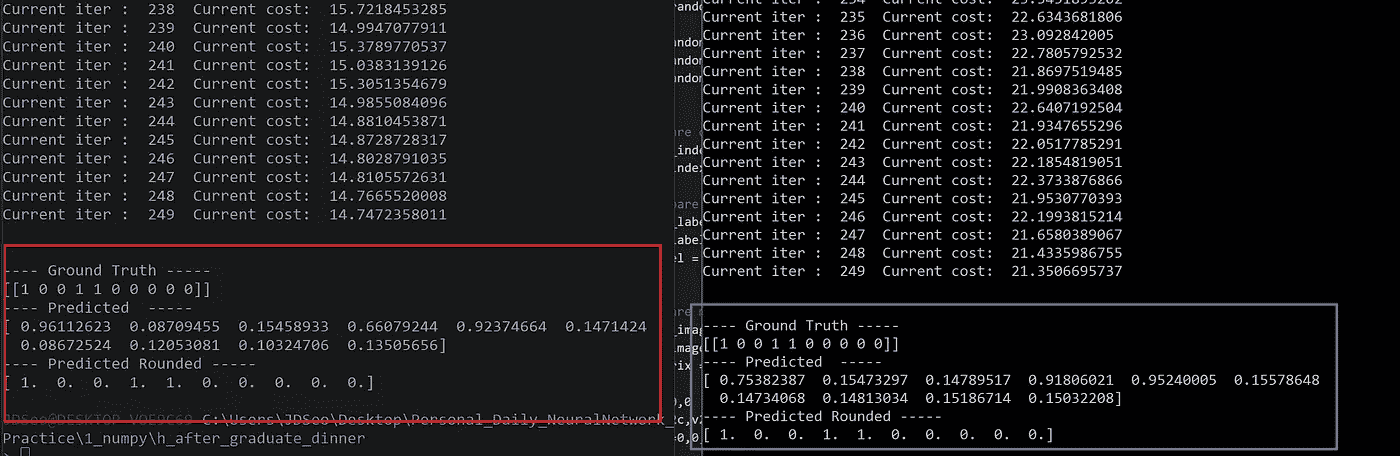 Current iter :  238  Current cost:  15.7218453285
Current iter :  239  Current cost:  14.9947077911
Current iter :  240  Current cost:  15.3789770537
Current iter :  241  Current cost:  15.0383139126
Current iter :  242  Current cost:  15.3051354679
Current iter :  243  Current cost:  14.9855084096
Current iter :  244  Current cost:  14.8810453871
Current iter :  245  Current cost:  14.8728728317
Current iter :  246  Current cost:  14.8028791035
Current iter :  247  Current cost:  14.8105572631
Current iter :  248  Current cost:  14.7665520008
Current iter :  249  Current cost:  14.7472358011
---- Ground Truth -----
[[1 0 0 1 1 0 0 0 0 0]]
---- Predicted  -----
[ 0.96112623  0.08709455  0.15458933  0.66079244  0.92374664  0.1471424
0.08672524  0.12053081  0.10324706  0.13505656]
---- Predicted Rounded -----
[ 1.  0.  0.  1.  1.  0.  0.  0.  0.  0.]
C:\Users\JDSeo\Desktop\Personal_Daily_NeuralNetwork_
Practice\1_numpy\h_after_graduate_dinner
Current iter :  235  Current cost:  22.6343681806
Current iter :  236  Current cost:  23.092842005
Current iter :  237  Current cost:  22.7805792532
Current iter :  238  Current cost:  21.8697519485
Current iter :  239  Current cost:  21.9908363408
Current iter :  240  Current cost:  22.6407192504
Current iter :  241  Current cost:  21.9347655296
Current iter :  242  Current cost:  22.0517785291
Current iter :  243  Current cost:  22.1854819051
Current iter :  244  Current cost:  22.3733876866
Current iter :  245  Current cost:  21.9530770393
Current iter :  246  Current cost:  22.1993815214
Current iter :  247  Current cost:  21.6580389067
Current iter :  248  Current cost:  21.4335986755
Current iter :  249  Current cost:  21.3506695737
---- Ground Truth -----
[[1 0 0 1 1 0 0 0 0 0]]
---- Predicted  -----
[ 0.75382387  0.15473297  0.14789517  0.91806021  0.95240005  0.15578648
0.14734068  0.14813034  0.15186714  0.15032208]
---- Predicted Rounded -----
[ 1.  0.  0.  1.  1.  0.  0.  0.  0.  0.]